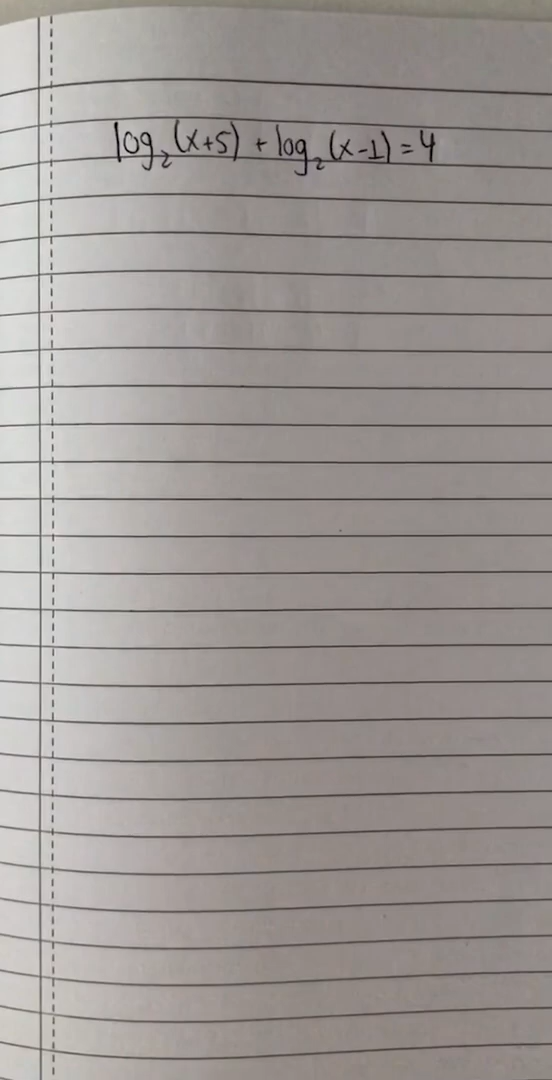 log₂(x+5) + log₂(x-1) = 4